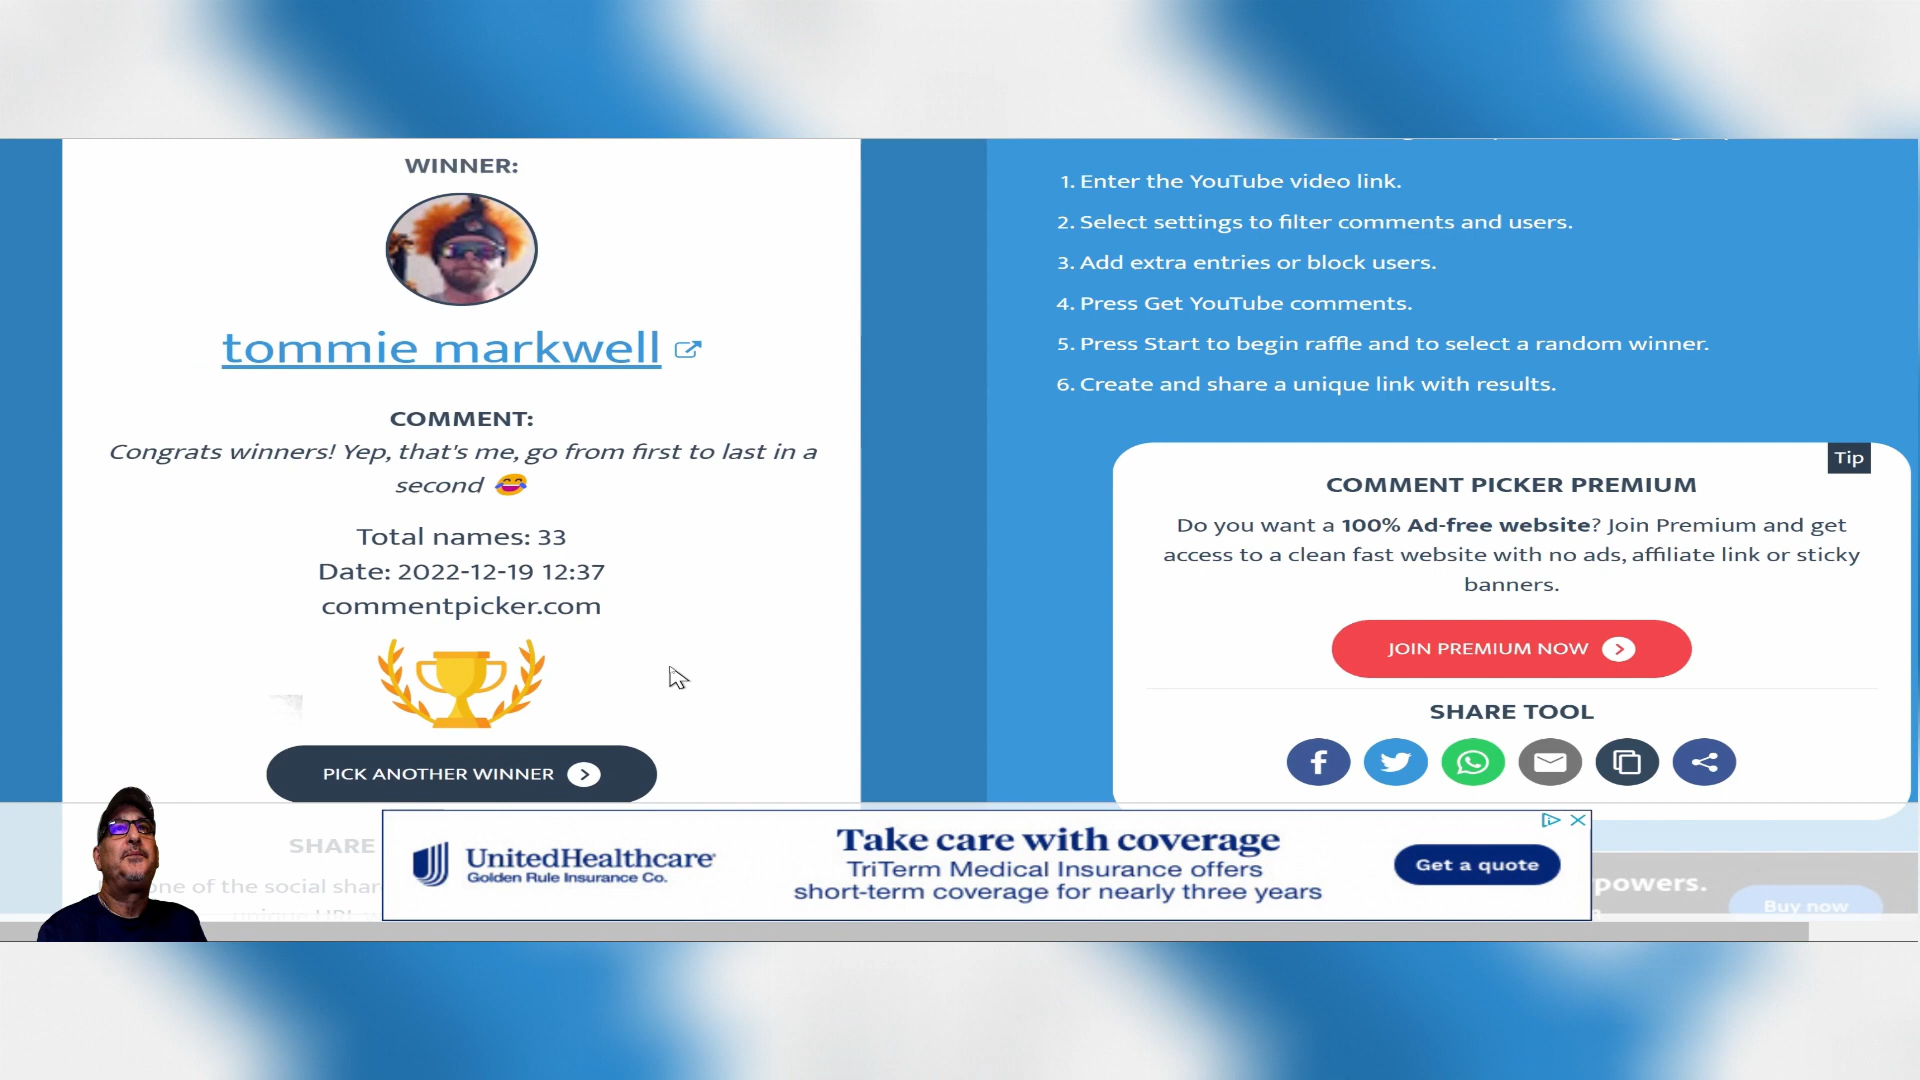 WINNER:
tommie markwell
COMMENT:
Congrats winners! Yep, that's me, go from first to last in a
second 😂
Total names: 33
Date: 2022-12-19 12:37
commentpicker.com
PICK ANOTHER WINNER
SHARE
one of the social shar
1. Enter the YouTube video link.
2. Select settings to filter comments and users.
3. Add extra entries or block users.
4. Press Get YouTube comments.
5. Press Start to begin raffle and to select a random winner.
6. Create and share a unique link with results.
Tip
COMMENT PICKER PREMIUM
Do you want a 100% Ad-free website? Join Premium and get
access to a clean fast website with no ads, affiliate link or sticky
banners.
JOIN PREMIUM NOW
SHARE TOOL
UnitedHealthcare
Golden Rule Insurance Co.
Take care with coverage
TriTerm Medical Insurance offers
short-term coverage for nearly three years
Get a quote
powers.
Buy now